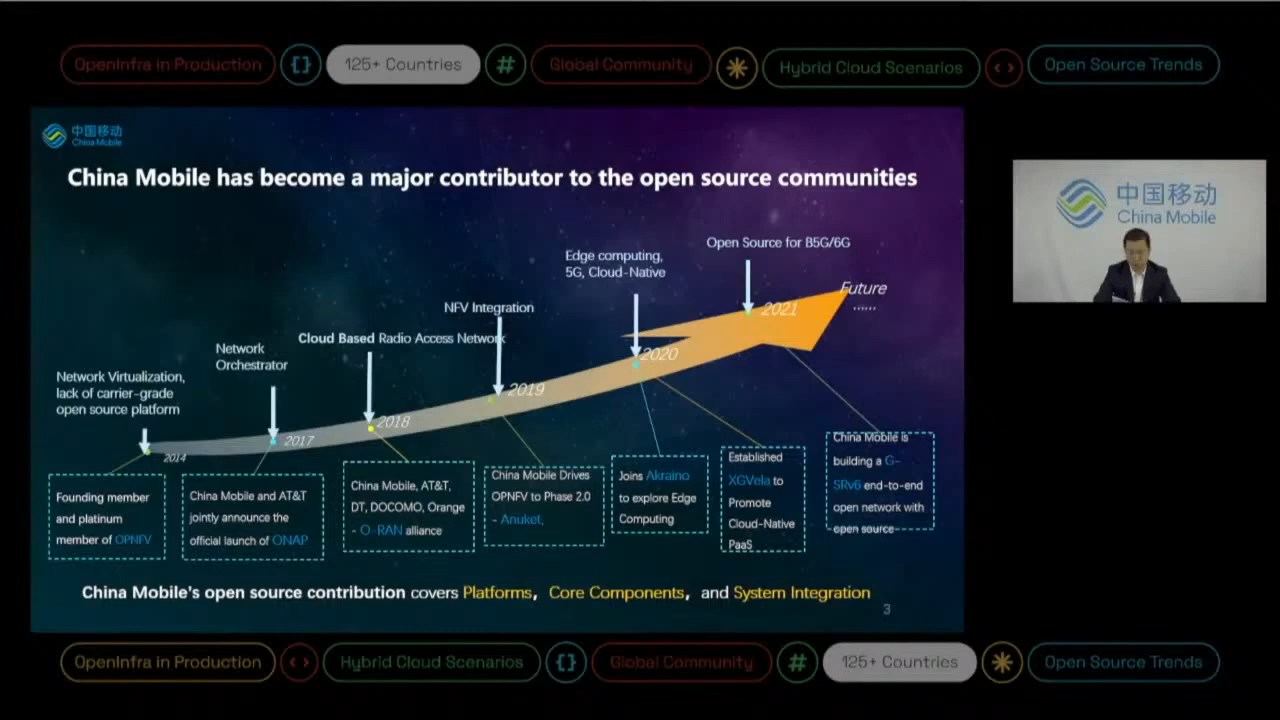 OpenInfra in Production
{}
125+ Countries
#
Global Community
Hybrid Cloud Scenarios
<>
Open Source Trends
中国移动
China Mobile
China Mobile has become a major contributor to the open source communities
Network Virtualization,
lack of carrier-grade
open source platform
Network
Orchestrator
Cloud Based Radio Access Network
NFV Integration
Edge computing,
5G, Cloud-Native
Open Source for B5G/6G
Future
......
2014
2017
2018
2019
2020
2021
Founding member
and platinum
member of OPNFV
China Mobile and AT&T
jointly announce the
official launch of ONAP
China Mobile, AT&T,
DT, DOCOMO, Orange
- O-RAN alliance
China Mobile Drives
OPNFV to Phase 2.0
- Anuket.
Joins Akraino
to explore Edge
Computing
Established
XGVela to
Promote
Cloud-Native
PaaS
China Mobile is
building a G-
SRv6 end-to-end
open network with
open source
China Mobile's open source contribution covers Platforms, Core Components, and System Integration
3
中国移动
China Mobile
OpenInfra in Production
<>
Hybrid Cloud Scenarios
{}
Global Community
#
125+ Countries
Open Source Trends